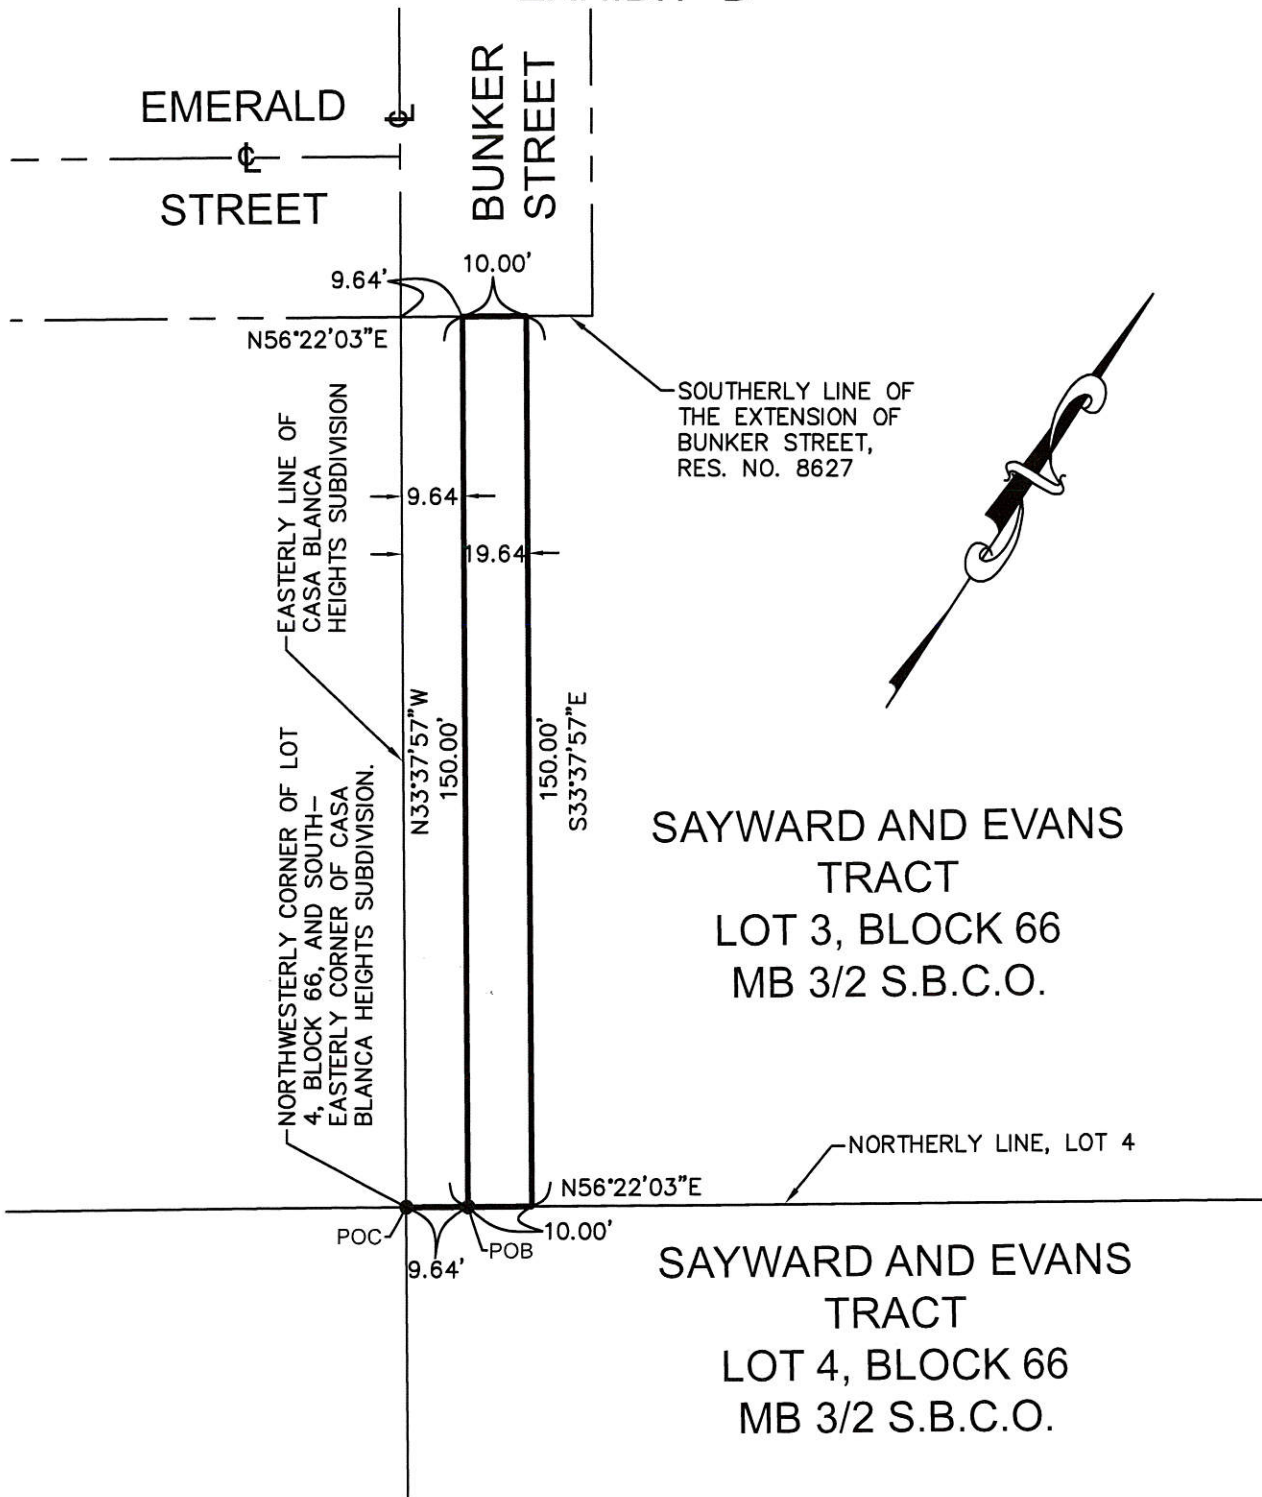 EMERALD
STREET
BUNKER
STREET
9.64'
10.00'
N56°22'03"E
SOUTHERLY LINE OF
THE EXTENSION OF
BUNKER STREET,
RES. NO. 8627
EASTERLY LINE OF
CASA BLANCA
HEIGHTS SUBDIVISION
9.64
19.64
N33°37'57"W
150.00'
150.00'
S33°37'57"E
NORTHWESTERLY CORNER OF LOT
4, BLOCK 66, AND SOUTH-
EASTERLY CORNER OF CASA
BLANCA HEIGHTS SUBDIVISION.
SAYWARD AND EVANS
TRACT
LOT 3, BLOCK 66
MB 3/2 S.B.C.O.
NORTHERLY LINE, LOT 4
N56°22'03"E
POC
POB
10.00'
9.64'
SAYWARD AND EVANS
TRACT
LOT 4, BLOCK 66
MB 3/2 S.B.C.O.